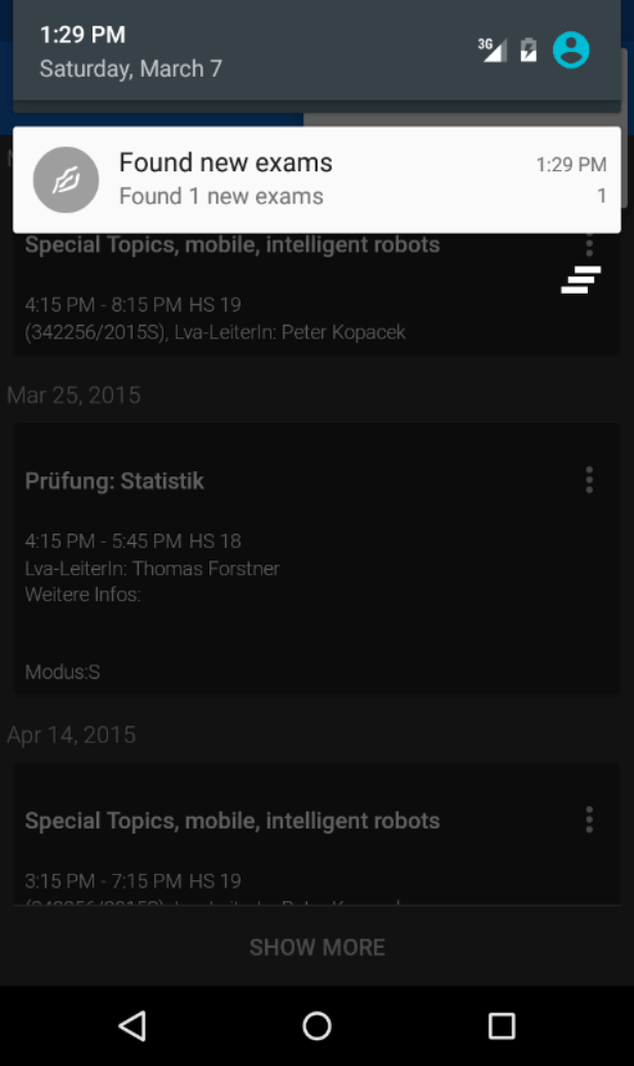 1:29 PM
Saturday, March 7
3G
Found new exams
1:29 PM
Found 1 new exams
1
Special Topics, mobile, intelligent robots
4:15 PM - 8:15 PM HS 19
(342256/2015S), Lva-LeiterIn: Peter Kopacek
Mar 25, 2015
Prüfung: Statistik
4:15 PM - 5:45 PM HS 18
Lva-LeiterIn: Thomas Forstner
Weitere Infos:
Modus:S
Apr 14, 2015
Special Topics, mobile, intelligent robots
3:15 PM - 7:15 PM HS 19
SHOW MORE